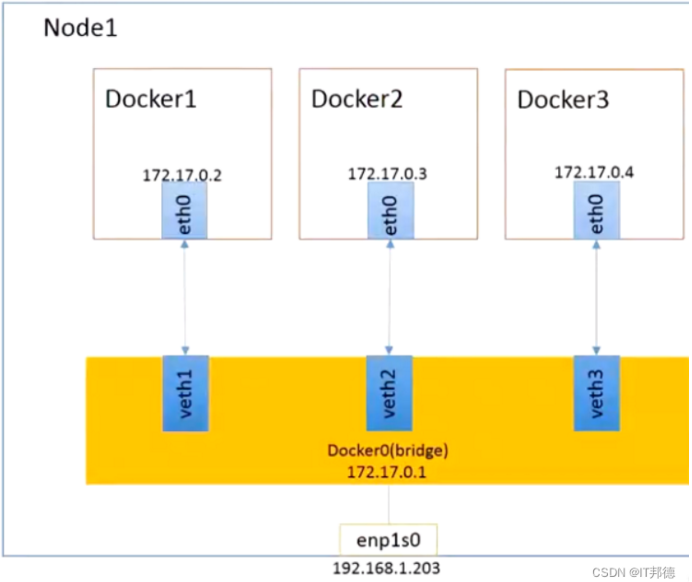 Node1
Docker1
Docker2
Docker3
172.17.0.2
172.17.0.3
172.17.0.4
eth0
eth0
eth0
veth1
veth2
veth3
Docker0(bridge)
172.17.0.1
enp1s0
192.168.1.203
CSDN @IT邦德